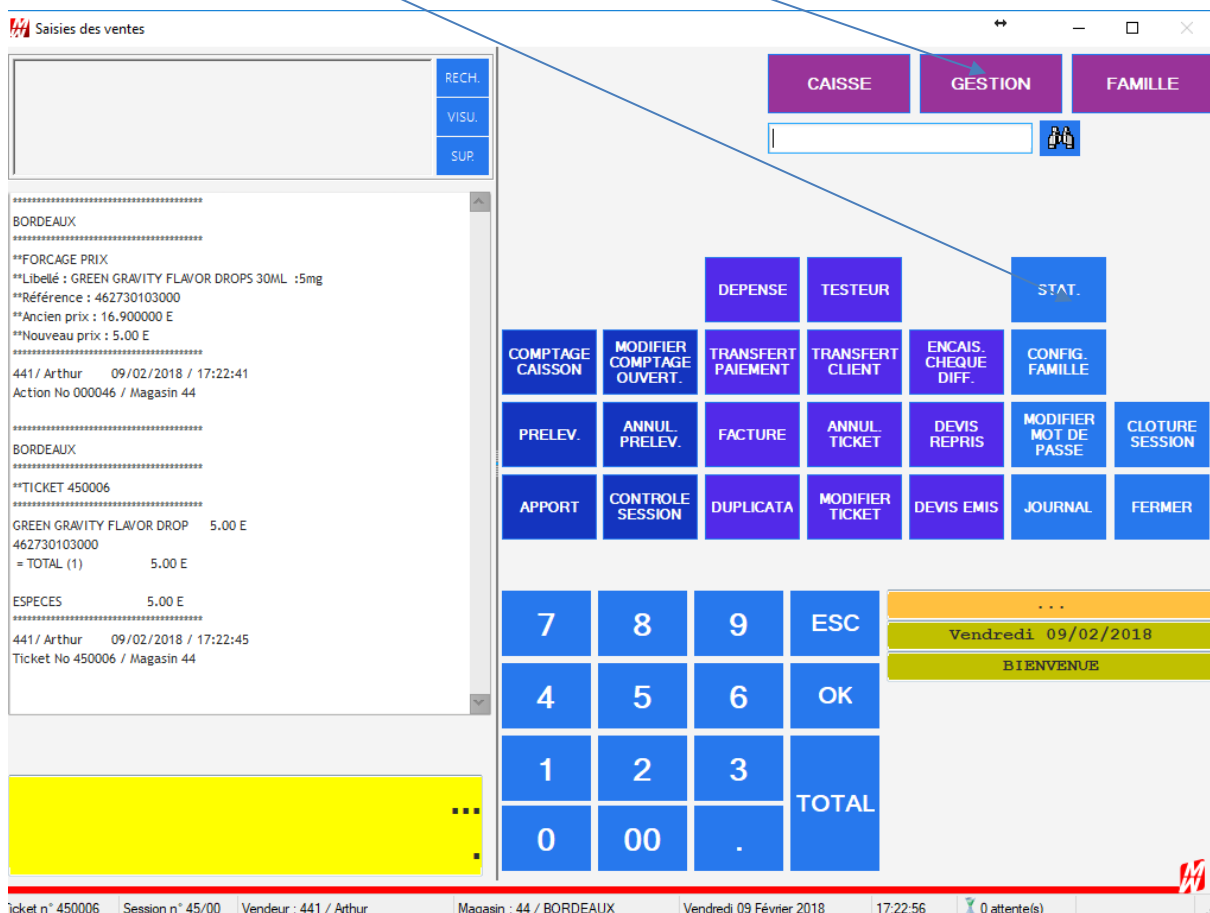 Saisies des ventes
RECH.
VISU.
SUP.
CAISSE
GESTION
FAMILLE
****************************************
BORDEAUX
****************************************
**FORCAGE PRIX
**Libellé : GREEN GRAVITY FLAVOR DROPS 30ML :5mg
**Référence : 462730103000
**Ancien prix : 16.900000 E
**Nouveau prix : 5.00 E
****************************************
441/ Arthur 09/02/2018 / 17:22:41
Action No 000046 / Magasin 44
****************************************
BORDEAUX
****************************************
**TICKET 450006
****************************************
GREEN GRAVITY FLAVOR DROP 5.00 E
462730103000
= TOTAL (1) 5.00 E
ESPECES 5.00 E
****************************************
441/ Arthur 09/02/2018 / 17:22:45
Ticket No 450006 / Magasin 44
...
.
DEPENSE
TESTEUR
STAT.
COMPTAGE
CAISSON
MODIFIER
COMPTAGE
OUVERT.
TRANSFERT
PAIEMENT
TRANSFERT
CLIENT
ENCAIS.
CHEQUE
DIFF.
CONFIG.
FAMILLE
PRELEV.
ANNUL.
PRELEV.
FACTURE
ANNUL.
TICKET
DEVIS
REPRIS
MODIFIER
MOT DE
PASSE
CLOTURE
SESSION
APPORT
CONTROLE
SESSION
DUPLICATA
MODIFIER
TICKET
DEVIS EMIS
JOURNAL
FERMER
7 8 9 ESC
4 5 6 OK
1 2 3
TOTAL
0 00 .
...
Vendredi 09/02/2018
BIENVENUE
Ticket n° 450006 Session n° 45/00 Vendeur : 441 / Arthur Magasin : 44 / BORDEAUX Vendredi 09 Février 2018 17:22:56 0 attente(s)